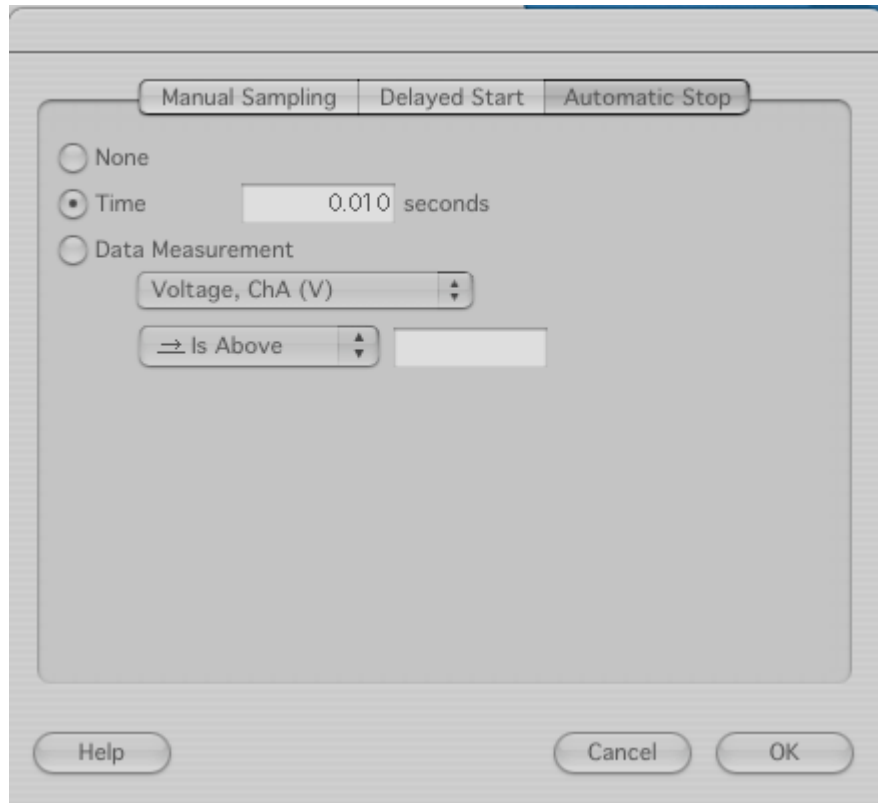 Manual Sampling Delayed Start Automatic Stop
None
Time 0.010 seconds
Data Measurement
Voltage, ChA (V)
Is Above
Help Cancel OK